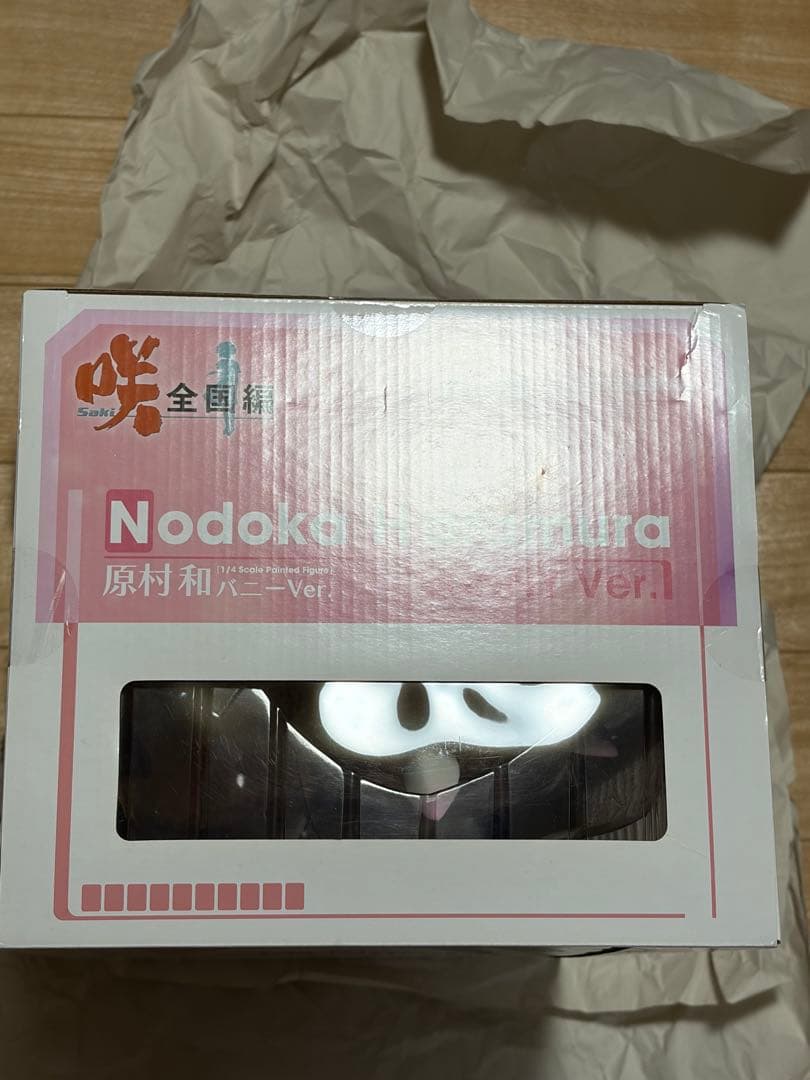 咲 全国編
Saki
Nodoka H mura
[1/4 Scale Painted Figure]
原村 和 バニーVer.
Ver.